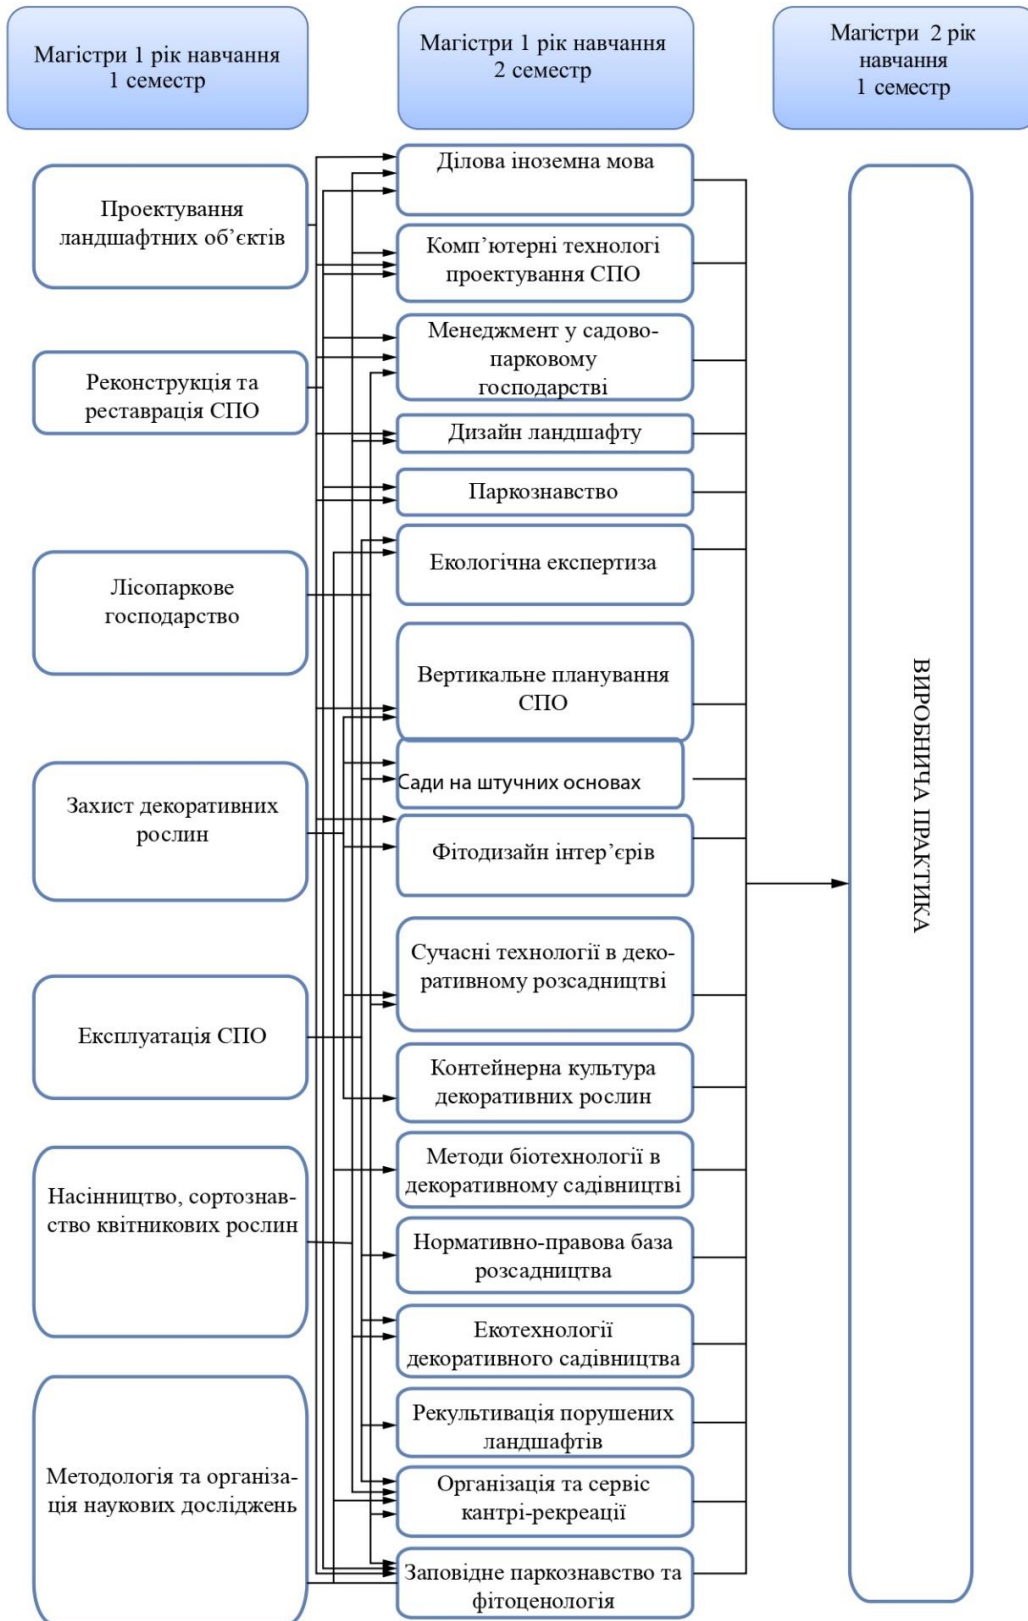 Магістри 1 рік навчання
1 семестр
Магістри 1 рік навчання
2 семестр
Магістри 2 рік
навчання
1 семестр
Проектування
ландшафтних об’єктів
Реконструкція та
реставрація СПО
Лісопаркове
господарство
Захист декоративних
рослин
Експлуатація СПО
Насінництво, сортознав-
ство квітникових рослин
Методологія та організа-
ція наукових досліджень
Ділова іноземна мова
Комп’ютерні технологі
проектування СПО
Менеджмент у садово-
парковому
господарстві
Дизайн ландшафту
Паркознавство
Екологічна експертиза
Вертикальне планування
СПО
Сади на штучних основах
Фітодизайн інтер’єрів
Сучасні технології в деко-
ративному розсадництві
Контейнерна культура
декоративних рослин
Методи біотехнології в
декоративному садівництві
Нормативно-правова база
розсадництва
Екотехнології
декоративного садівництва
Рекультивація порушених
ландшафтів
Організація та сервіс
кантрі-рекреації
Заповідне паркознавство та
фітоценологія
ВИРОБНИЧА ПРАКТИКА